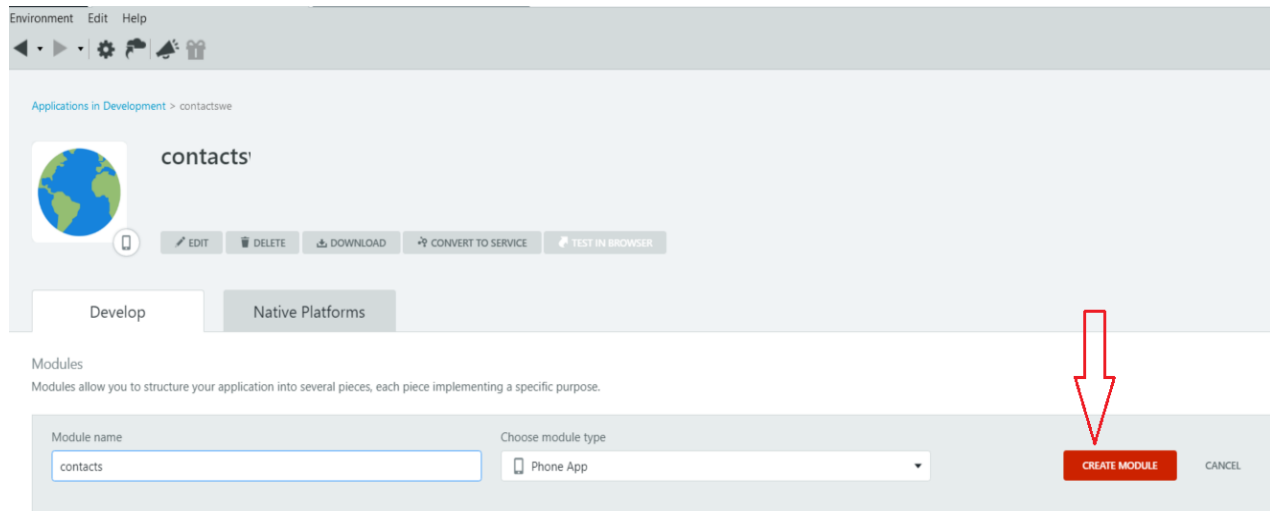 Environment Edit Help
Applications in Development > contactswe
contacts
EDIT DELETE DOWNLOAD CONVERT TO SERVICE TEST IN BROWSER
Develop Native Platforms
Modules
Modules allow you to structure your application into several pieces, each piece implementing a specific purpose.
Module name Choose module type
contacts Phone App CREATE MODULE CANCEL